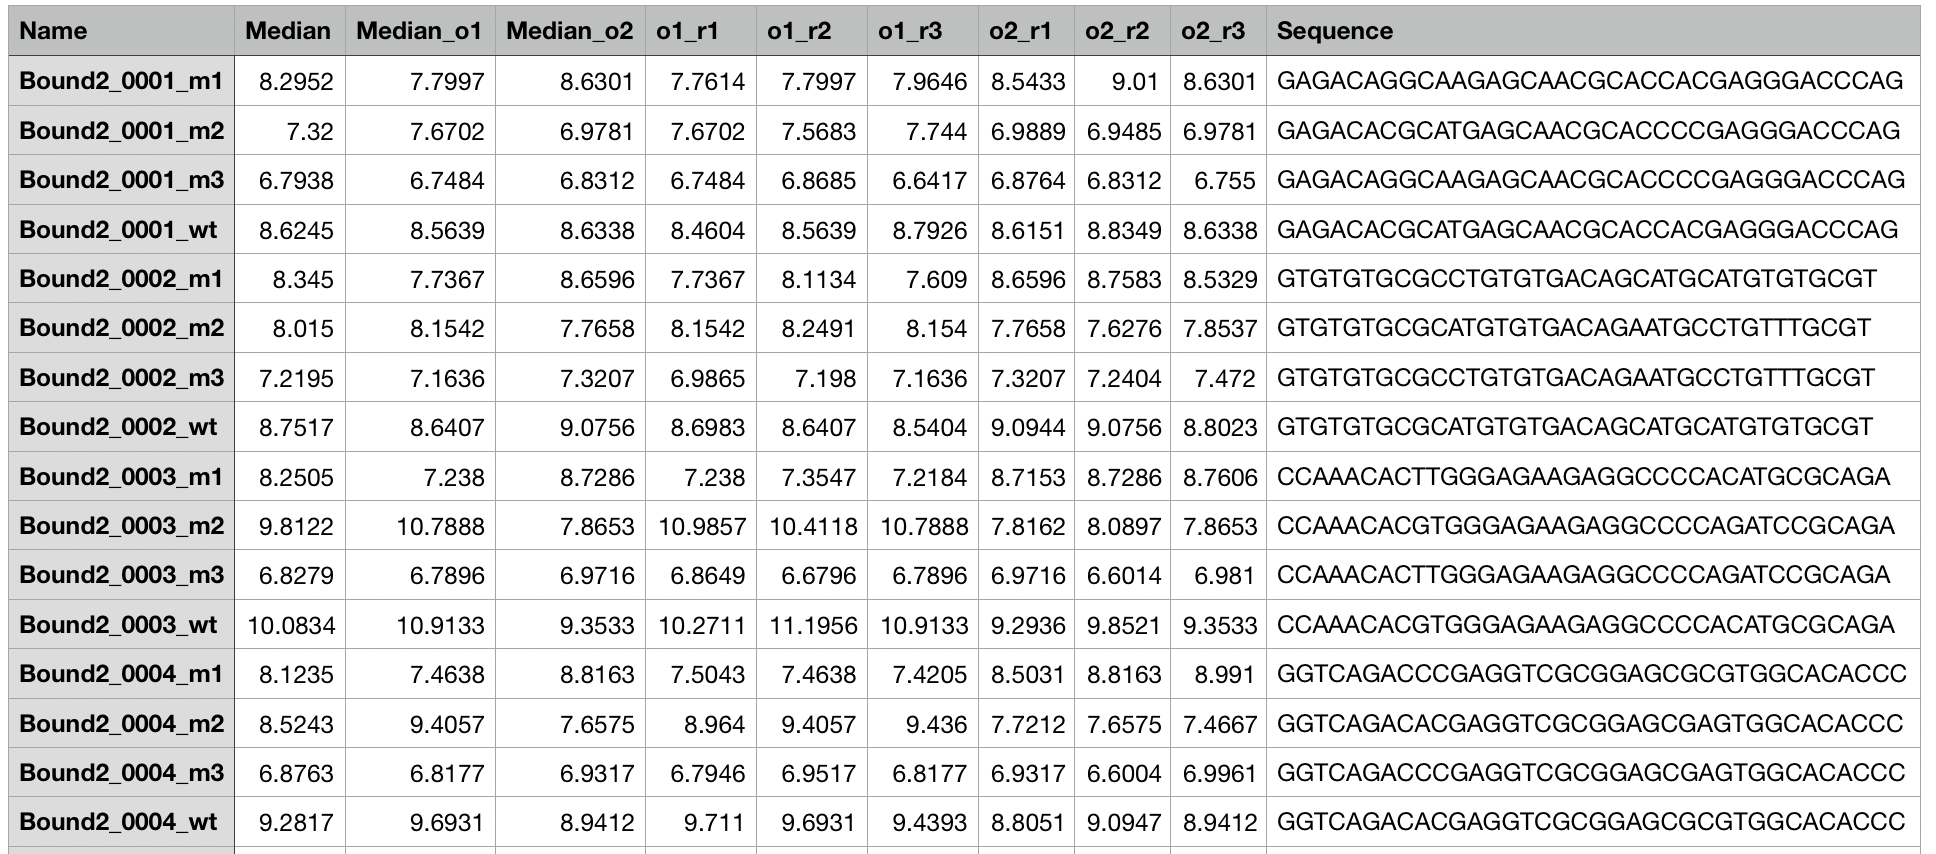 Name Median Median_o1 Median_o2 o1_r1 o1_r2 o1_r3 o2_r1 o2_r2 o2_r3 Sequence
Bound2_0001_m1 8.2952 7.7997 8.6301 7.7614 7.7997 7.9646 8.5433 9.01 8.6301 GAGACAGGCAAGAGCAACGCACCACGAGGGACCCAG
Bound2_0001_m2 7.32 7.6702 6.9781 7.6702 7.5683 7.744 6.9889 6.9485 6.9781 GAGACACGCATGAGCAACGCACCCCGAGGGACCCAG
Bound2_0001_m3 6.7938 6.7484 6.8312 6.7484 6.8685 6.6417 6.8764 6.8312 6.755 GAGACAGGCAAGAGCAACGCACCCCGAGGGACCCAG
Bound2_0001_wt 8.6245 8.5639 8.6338 8.4604 8.5639 8.7926 8.6151 8.8349 8.6338 GAGACACGCATGAGCAACGCACCACGAGGGACCCAG
Bound2_0002_m1 8.345 7.7367 8.6596 7.7367 8.1134 7.609 8.6596 8.7583 8.5329 GTGTGTGCGCCTGTGTGACAGCATGCATGTGTGCGT
Bound2_0002_m2 8.015 8.1542 7.7658 8.1542 8.2491 8.154 7.7658 7.6276 7.8537 GTGTGTGCGCATGTGTGACAGAATGCCTGTTTGCGT
Bound2_0002_m3 7.2195 7.1636 7.3207 6.9865 7.198 7.1636 7.3207 7.2404 7.472 GTGTGTGCGCCTGTGTGACAGAATGCCTGTTTGCGT
Bound2_0002_wt 8.7517 8.6407 9.0756 8.6983 8.6407 8.5404 9.0944 9.0756 8.8023 GTGTGTGCGCATGTGTGACAGCATGCATGTGTGCGT
Bound2_0003_m1 8.2505 7.238 8.7286 7.238 7.3547 7.2184 8.7153 8.7286 8.7606 CCAAACACTTGGGAGAAGAGGCCCCACATGCGCAGA
Bound2_0003_m2 9.8122 10.7888 7.8653 10.9857 10.4118 10.7888 7.8162 8.0897 7.8653 CCAAACACGTGGGAGAAGAGGCCCCAGATCCGCAGA
Bound2_0003_m3 6.8279 6.7896 6.9716 6.8649 6.6796 6.7896 6.9716 6.6014 6.981 CCAAACACTTGGGAGAAGAGGCCCCAGATCCGCAGA
Bound2_0003_wt 10.0834 10.9133 9.3533 10.2711 11.1956 10.9133 9.2936 9.8521 9.3533 CCAAACACGTGGGAGAAGAGGCCCCACATGCGCAGA
Bound2_0004_m1 8.1235 7.4638 8.8163 7.5043 7.4638 7.4205 8.5031 8.8163 8.991 GGTCAGACCCGAGGTCGCGGAGCGCGTGGCACACCC
Bound2_0004_m2 8.5243 9.4057 7.6575 8.964 9.4057 9.436 7.7212 7.6575 7.4667 GGTCAGACACGAGGTCGCGGAGCGAGTGGCACACCC
Bound2_0004_m3 6.8763 6.8177 6.9317 6.7946 6.9517 6.8177 6.9317 6.6004 6.9961 GGTCAGACCCGAGGTCGCGGAGCGAGTGGCACACCC
Bound2_0004_wt 9.2817 9.6931 8.9412 9.711 9.6931 9.4393 8.8051 9.0947 8.9412 GGTCAGACACGAGGTCGCGGAGCGCGTGGCACACCC